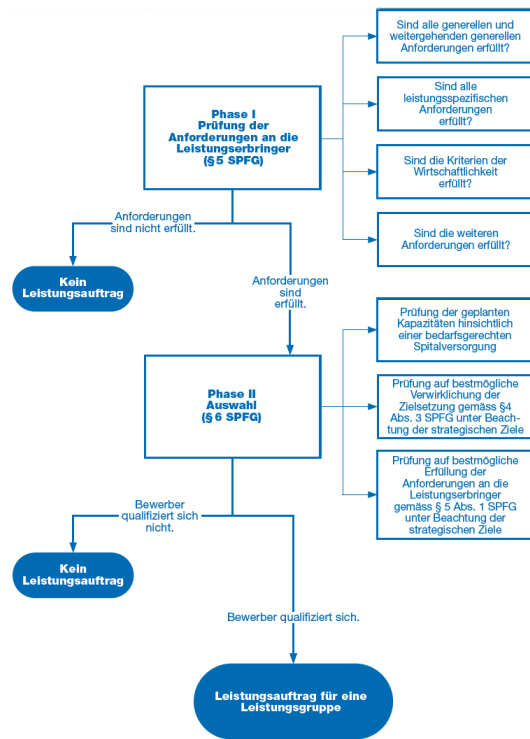 Phase I
Prüfung der
Anforderungen an die
Leistungserbringer
(§ 5 SPFG)
Sind alle generellen und
weitergehenden generellen
Anforderungen erfüllt?
Sind alle
leistungsspezifischen
Anforderungen
erfüllt?
Sind die Kriterien der
Wirtschaftlichkeit
erfüllt?
Sind die weiteren
Anforderungen erfüllt?
Anforderungen
sind nicht erfüllt.
Kein
Leistungsauftrag
Anforderungen
sind
erfüllt.
Phase II
Auswahl
(§ 6 SPFG)
Prüfung der geplanten
Kapazitäten hinsichtlich
einer bedarfsgerechten
Spitalversorgung
Prüfung auf bestmögliche
Verwirklichung der
Zielsetzung gemäss §4
Abs. 3 SPFG unter Beach-
tung der strategischen Ziele
Prüfung auf bestmögliche
Erfüllung der
Anforderungen an die
Leistungserbringer
gemäss § 5 Abs. 1 SPFG
unter Beachtung der
strategischen Ziele
Bewerber
qualifiziert sich
nicht.
Kein
Leistungsauftrag
Bewerber qualifiziert sich.
Leistungsauftrag für eine
Leistungsgruppe